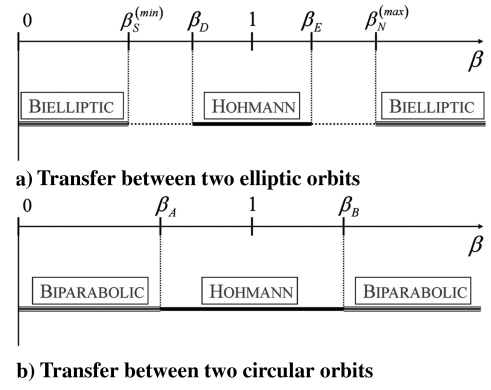 0 β_S^(min) β_D 1 β_E β_N^(max)
β
BIELLIPTIC HOHMANN BIELLIPTIC
a) Transfer between two elliptic orbits
0 β_A 1 β_B
β
BIPARABOLIC HOHMANN BIPARABOLIC
b) Transfer between two circular orbits